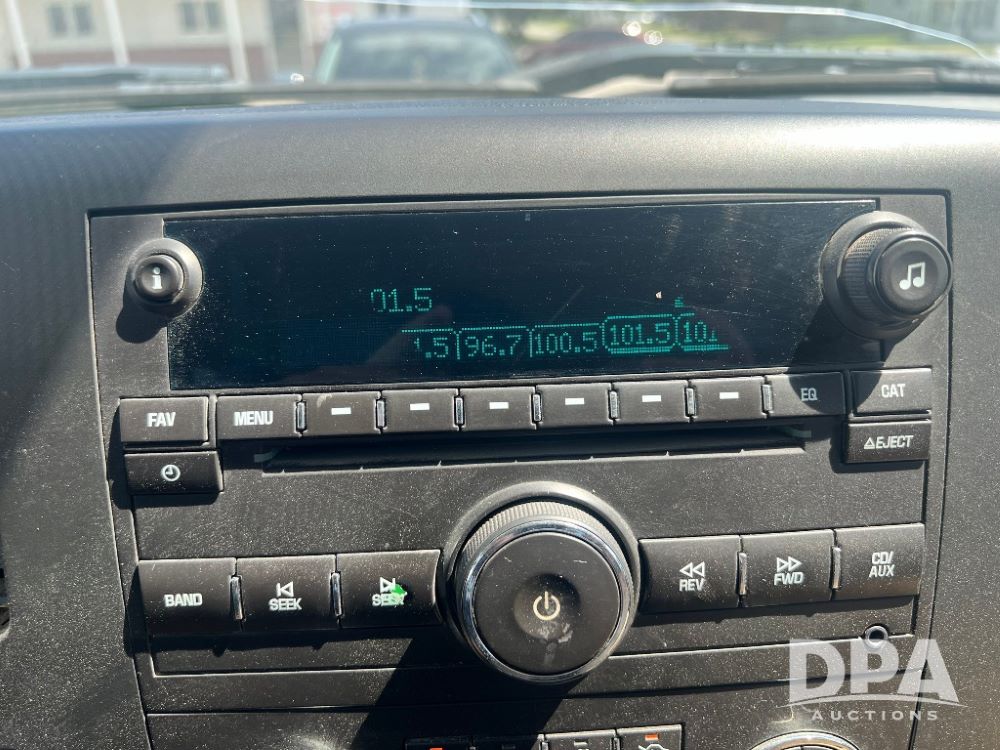 i
01.5
.5 96.7 100.5 101.5 10
FAV MENU EQ CAT
EJECT
BAND SEEK SEEK REV FWD CD/
AUX
DPA
AUCTIONS